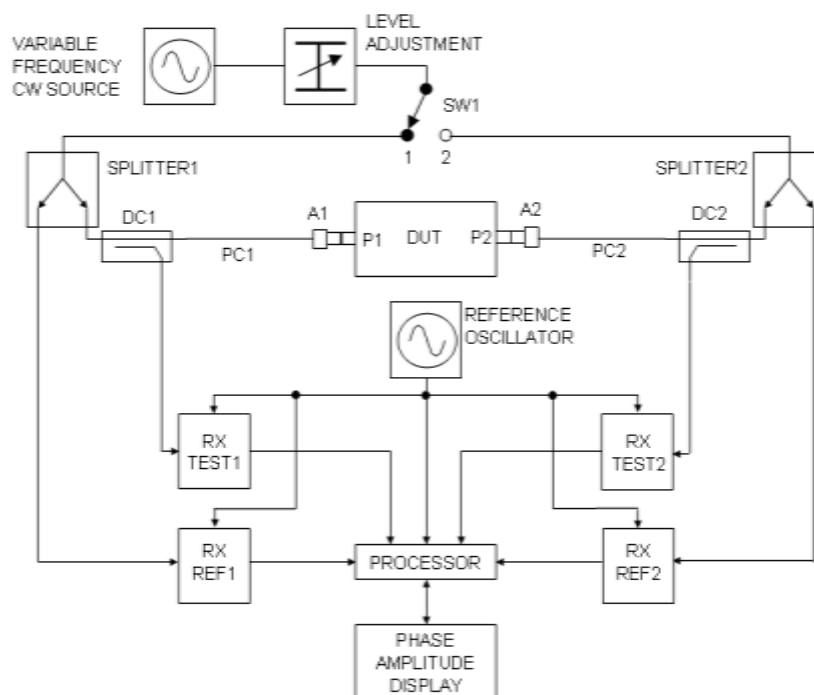 VARIABLE
FREQUENCY
CW SOURCE
LEVEL
ADJUSTMENT
SW1
1
2
SPLITTER1
SPLITTER2
DC1
A1
P1
DUT
P2
A2
DC2
PC1
PC2
REFERENCE
OSCILLATOR
RX
TEST1
RX
TEST2
RX
REF1
PROCESSOR
RX
REF2
PHASE
AMPLITUDE
DISPLAY